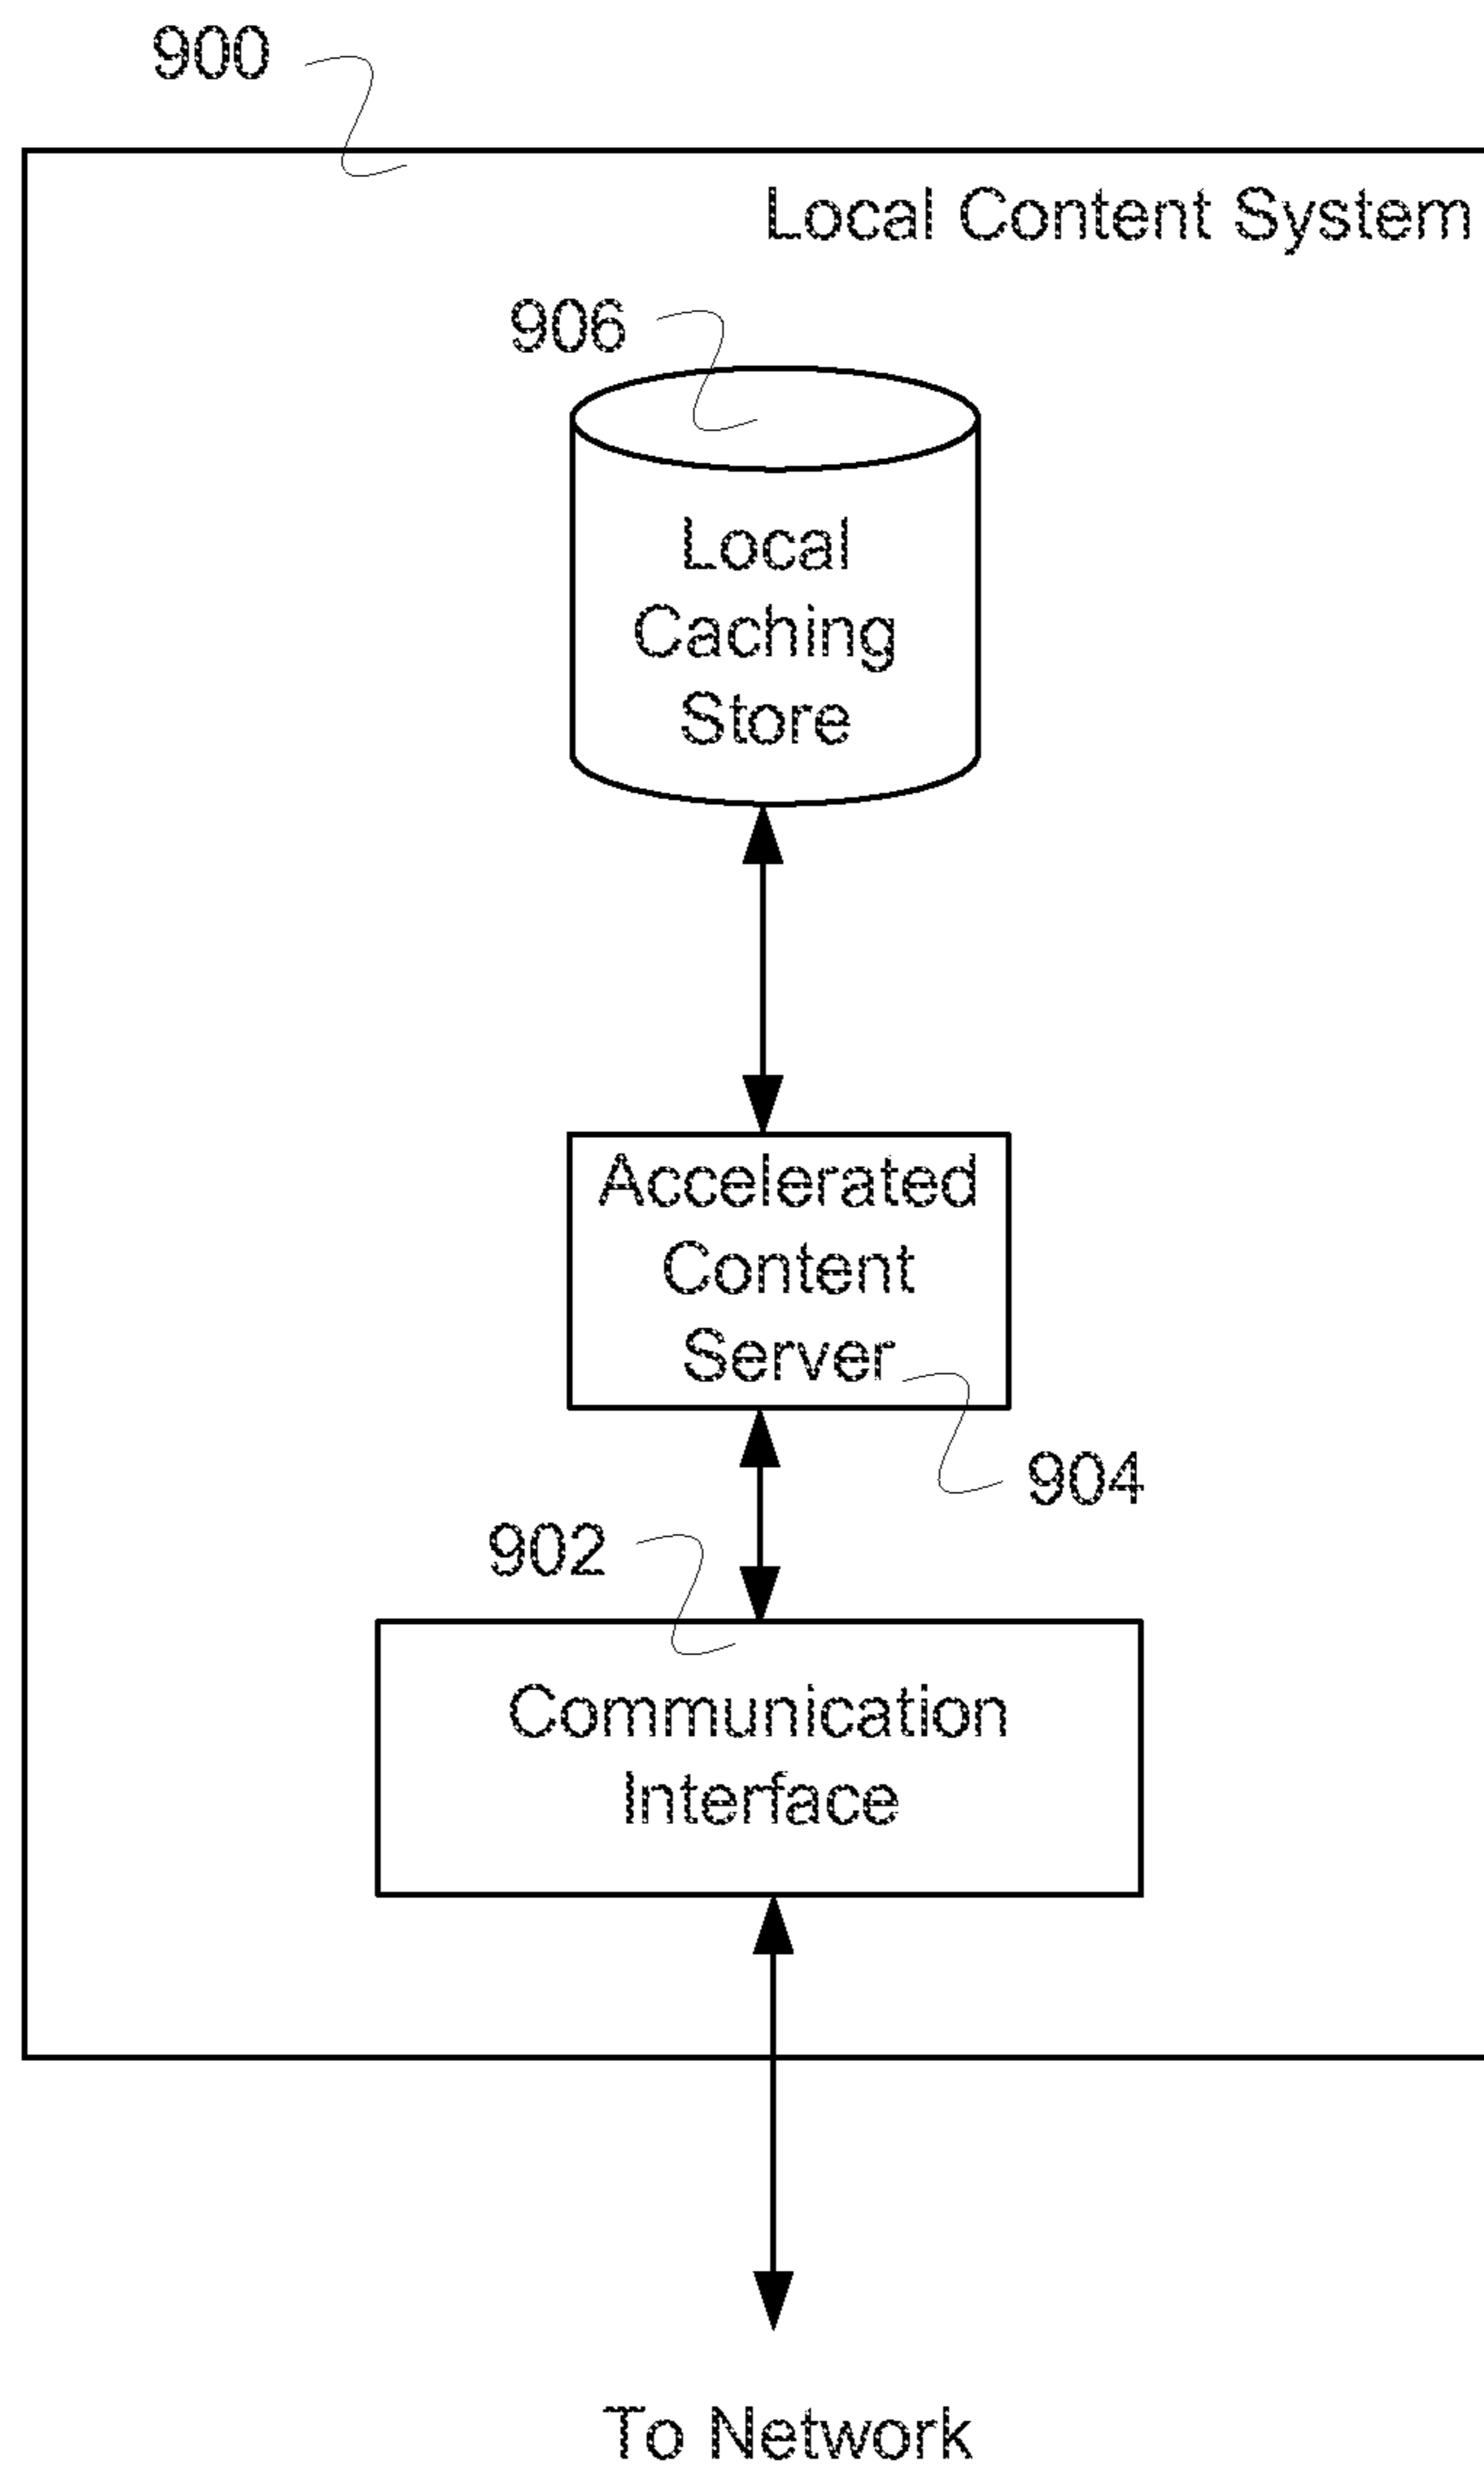 900
Local Content System
906
Local
Caching
Store
Accelerated
Content
Server
904
902
Communication
Interface
To Network